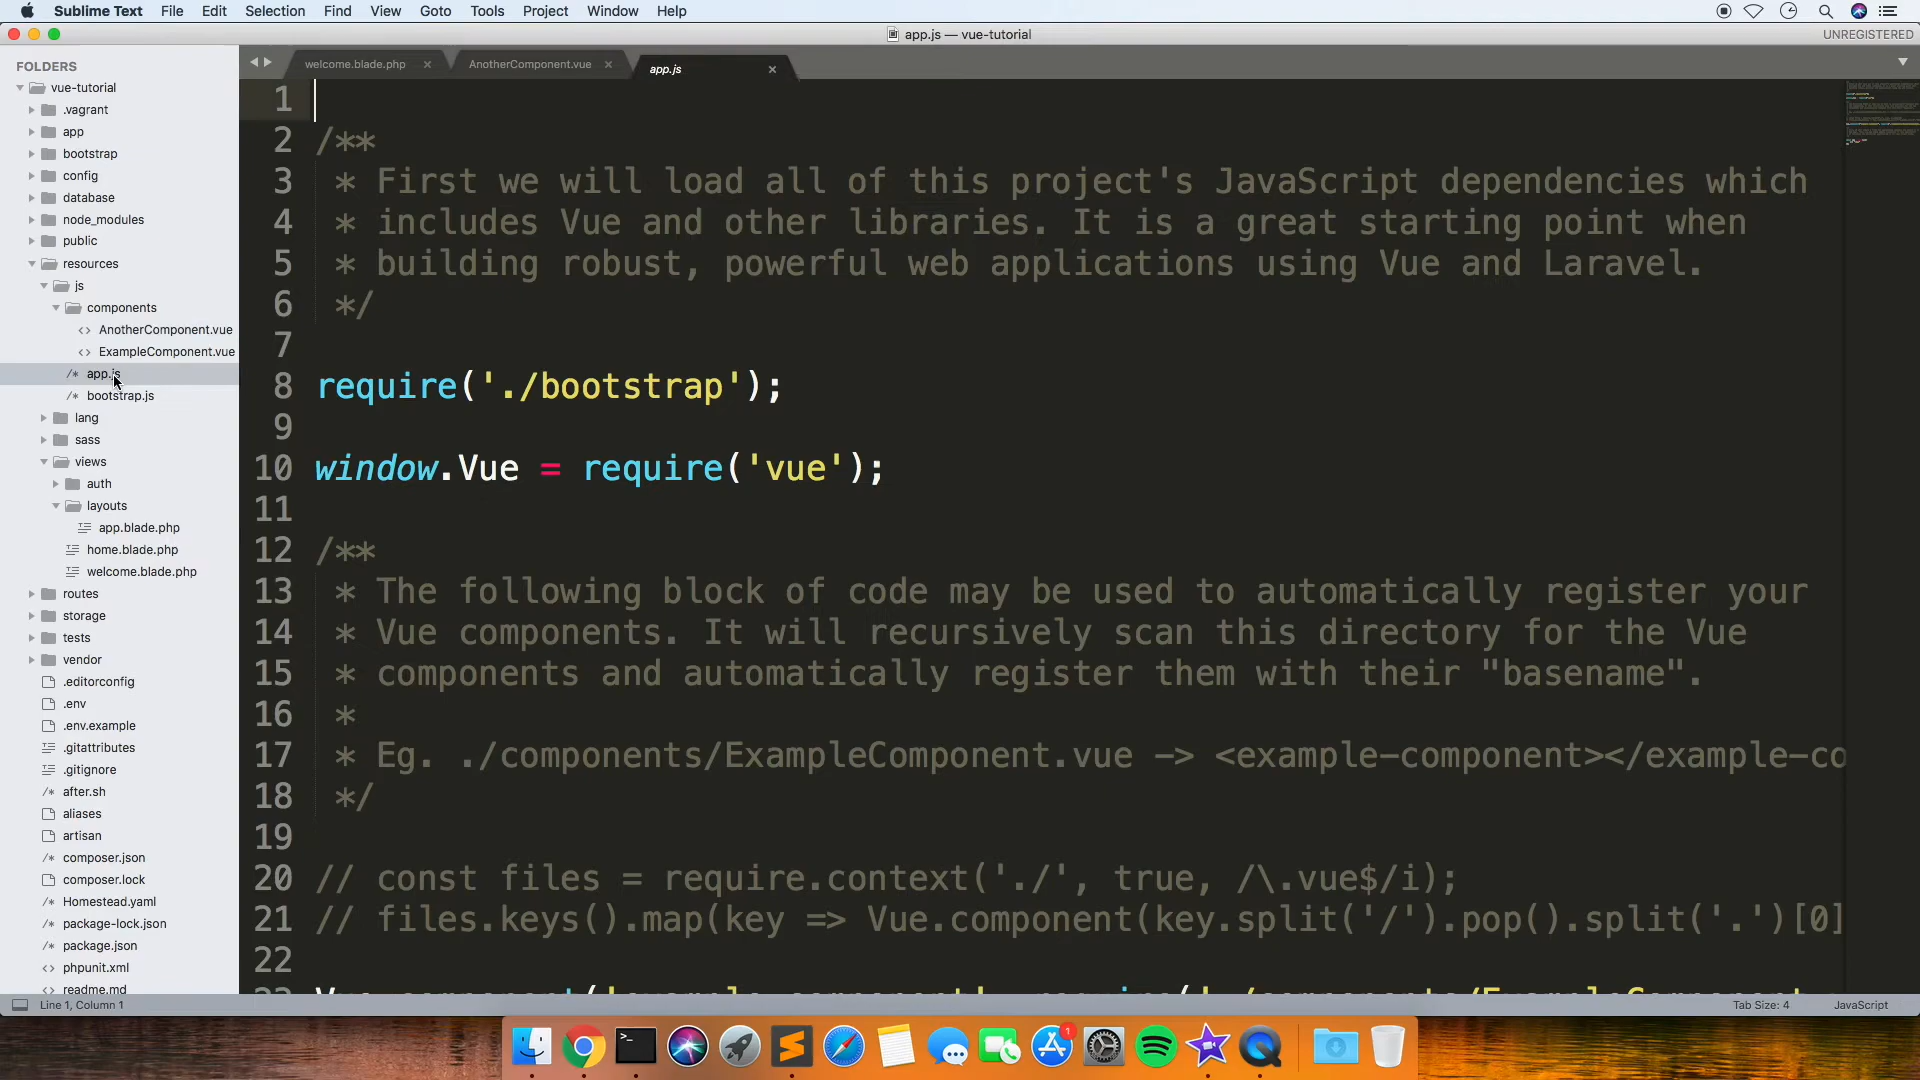 Sublime Text File Edit Selection Find View Goto Tools Project Window Help
app.js — vue-tutorial
UNREGISTERED
FOLDERS
vue-tutorial
.vagrant
app
bootstrap
config
database
node_modules
public
resources
js
components
AnotherComponent.vue
ExampleComponent.vue
/* app.js
/* bootstrap.js
lang
sass
views
auth
layouts
app.blade.php
home.blade.php
welcome.blade.php
routes
storage
tests
vendor
.editorconfig
.env
.env.example
.gitattributes
.gitignore
/* after.sh
aliases
artisan
/* composer.json
composer.lock
/* Homestead.yaml
/* package-lock.json
/* package.json
<> phpunit.xml
readme.md
welcome.blade.php × AnotherComponent.vue × app.js ×
1
2 /**
3 * First we will load all of this project's JavaScript dependencies which
4 * includes Vue and other libraries. It is a great starting point when
5 * building robust, powerful web applications using Vue and Laravel.
6 */
7
8 require('./bootstrap');
9
10 window.Vue = require('vue');
11
12 /**
13 * The following block of code may be used to automatically register your
14 * Vue components. It will recursively scan this directory for the Vue
15 * components and automatically register them with their "basename".
16 *
17 * Eg. ./components/ExampleComponent.vue -> <example-component></example-co
18 */
19
20 // const files = require.context('./', true, /\.vue$/i);
21 // files.keys().map(key => Vue.component(key.split('/').pop().split('.')[0]
22
Line 1, Column 1
Tab Size: 4
JavaScript
1